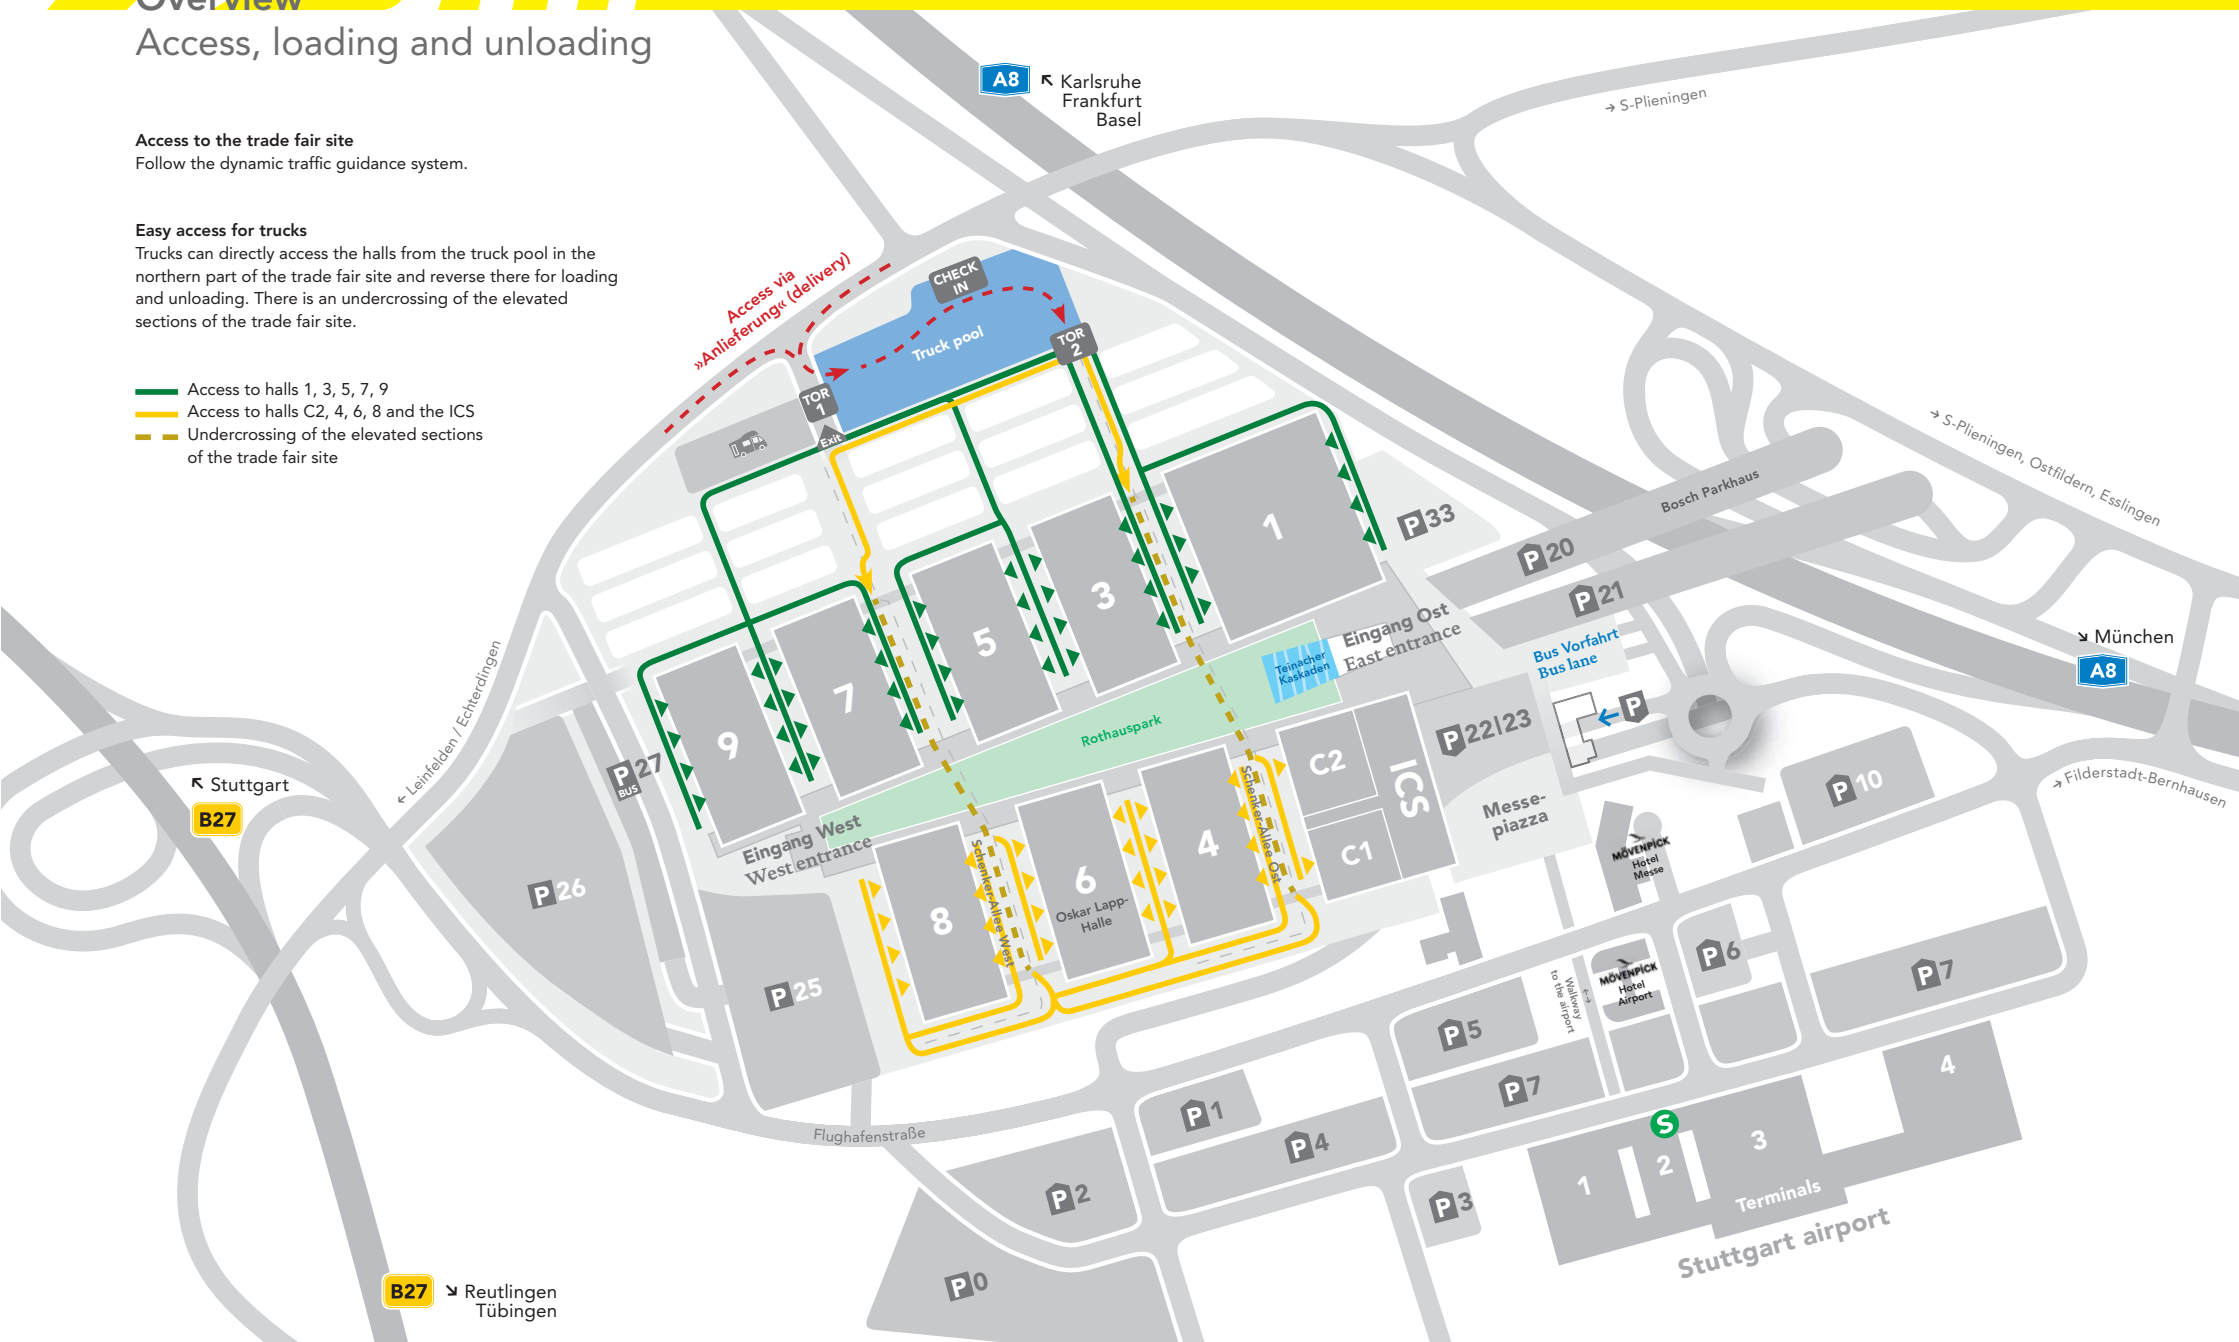 Overview
Access, loading and unloading
Access to the trade fair site
Follow the dynamic traffic guidance system.
Easy access for trucks
Trucks can directly access the halls from the truck pool in the
northern part of the trade fair site and reverse there for loading
and unloading. There is an undercrossing of the elevated
sections of the trade fair site.
Access to halls 1, 3, 5, 7, 9
Access to halls C2, 4, 6, 8 and the ICS
Undercrossing of the elevated sections
of the trade fair site
A8
↖ Karlsruhe
Frankfurt
Basel
→ S-Plieningen
→ S-Plieningen, Ostfildern, Esslingen
Access via
»Anlieferung« (delivery)
CHECK
IN
Truck pool
TOR
2
TOR
1
Exit
1
3
5
7
9
P 33
Bosch Parkhaus
P 20
P 21
Eingang Ost
East entrance
Bus Vorfahrt
Bus lane
↘ München
A8
Teinacher
Kaskaden
Rothauspark
← Leinfelden / Echterdingen
P 27
BUS
↖ Stuttgart
B27
Eingang West
West entrance
P 22|23
P
C2
ICS
C1
Messe-
piazza
P 10
→ Filderstadt-Bernhausen
MÖVENPICK
Hotel
Messe
Schenker-Allee Ost
Schenker-Allee West
4
6
Oskar Lapp-
Halle
8
P 26
P 25
P 6
P 7
MÖVENPICK
Hotel
Airport
Walkway
to the airport
↔
P 5
P 7
P 1
P 4
P 2
P 3
P 0
Flughafenstraße
S
1
2
3
4
Terminals
Stuttgart airport
B27
↘ Reutlingen
Tübingen